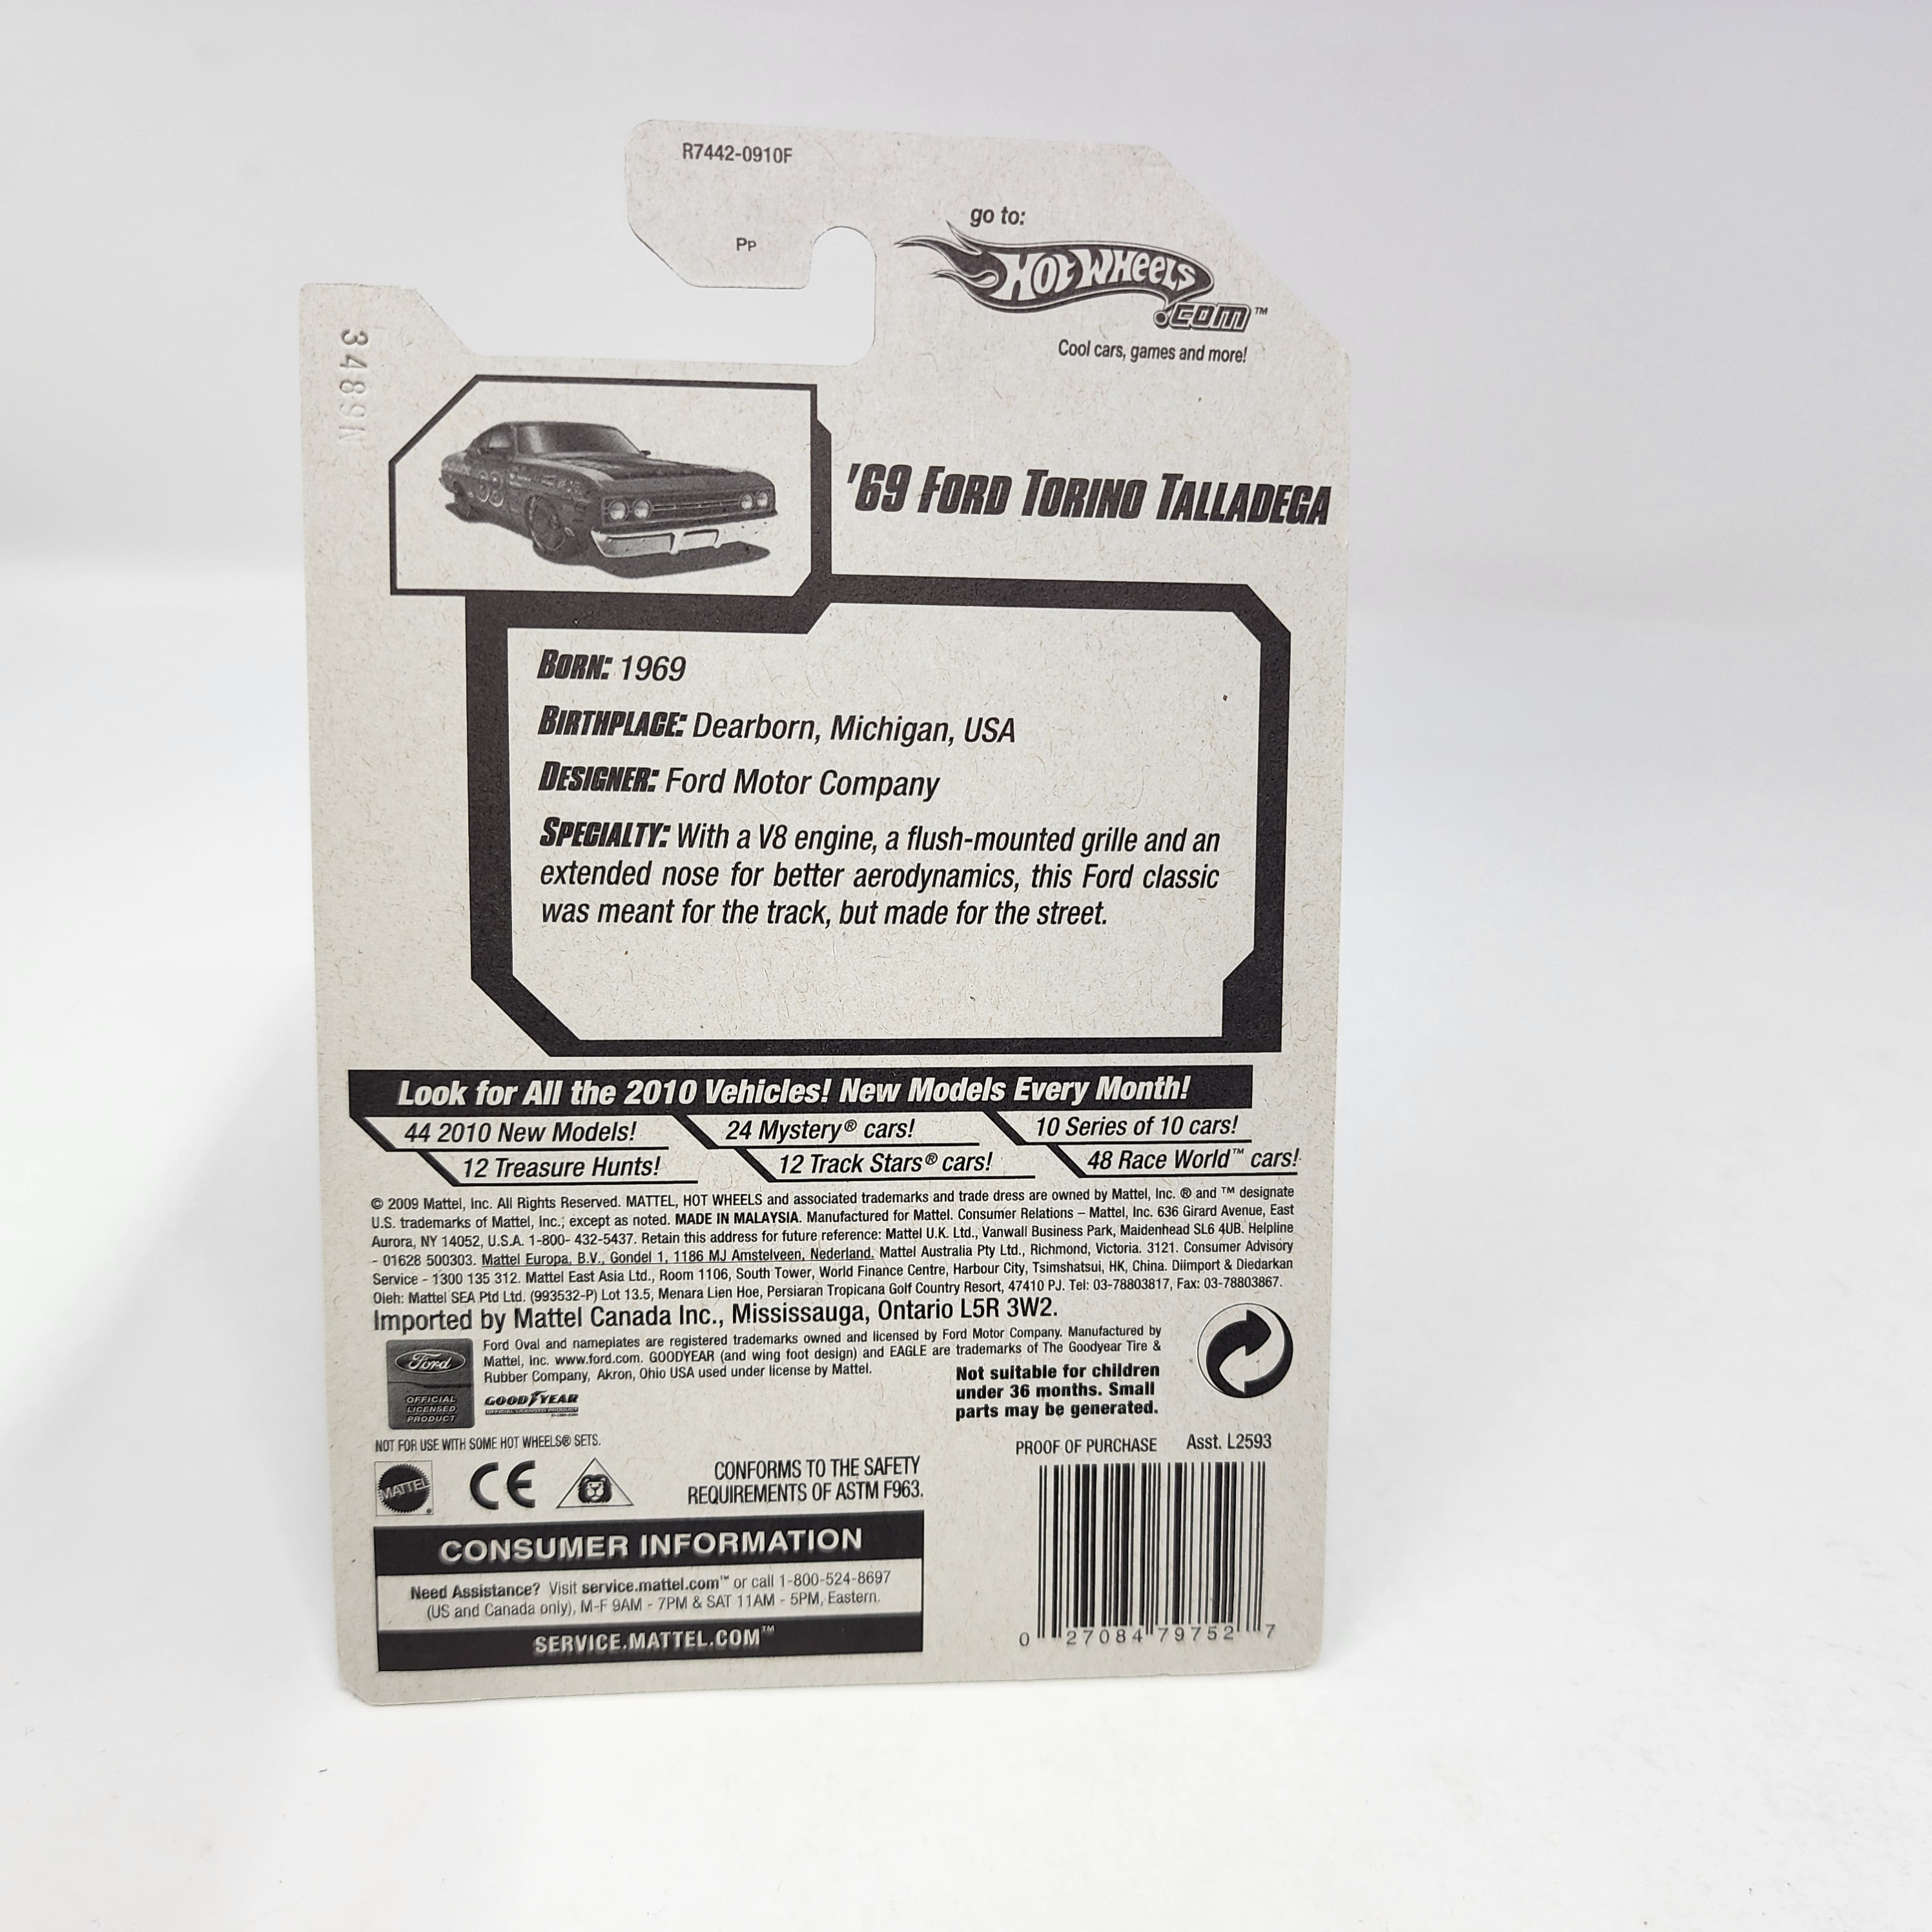 R7442-0910F
go to:
PP
HOT WHEELS
.COM™
Cool cars, games and more!
3489N
'69 FORD TORINO TALLADEGA
BORN: 1969
BIRTHPLACE: Dearborn, Michigan, USA
DESIGNER: Ford Motor Company
SPECIALTY: With a V8 engine, a flush-mounted grille and an
extended nose for better aerodynamics, this Ford classic
was meant for the track, but made for the street.
Look for All the 2010 Vehicles! New Models Every Month!
44 2010 New Models!
24 Mystery® cars!
10 Series of 10 cars!
12 Treasure Hunts!
12 Track Stars® cars!
48 Race World™ cars!
© 2009 Mattel, Inc. All Rights Reserved. MATTEL, HOT WHEELS and associated trademarks and trade dress are owned by Mattel, Inc. ® and ™ designate
U.S. trademarks of Mattel, Inc., except as noted. MADE IN MALAYSIA. Manufactured for Mattel. Consumer Relations – Mattel, Inc. 636 Girard Avenue, East
Aurora, NY 14052, U.S.A. 1-800- 432-5437. Retain this address for future reference: Mattel U.K. Ltd., Vanwall Business Park, Maidenhead SL6 4UB. Helpline
- 01628 500303. Mattel Europa, B.V., Gondel 1, 1186 MJ Amstelveen, Nederland. Mattel Australia Pty Ltd., Richmond, Victoria. 3121. Consumer Advisory
Service - 1300 135 312. Mattel East Asia Ltd., Room 1106, South Tower, World Finance Centre, Harbour City, Tsimshatsui, HK, China. Diimport & Diedarkan
Oleh: Mattel SEA Ptd Ltd. (993532-P) Lot 13.5, Menara Lien Hoe, Persiaran Tropicana Golf Country Resort, 47410 PJ. Tel: 03-78803817, Fax: 03-78803867.
Imported by Mattel Canada Inc., Mississauga, Ontario L5R 3W2.
Ford Oval and nameplates are registered trademarks owned and licensed by Ford Motor Company. Manufactured by
Mattel, Inc. www.ford.com. GOODYEAR (and wing foot design) and EAGLE are trademarks of The Goodyear Tire &
Rubber Company, Akron, Ohio USA used under license by Mattel.
Ford
OFFICIAL
LICENSED
PRODUCT
GOODYEAR
OFFICIAL LICENSED PRODUCT
Not suitable for children
under 36 months. Small
parts may be generated.
NOT FOR USE WITH SOME HOT WHEELS® SETS.
PROOF OF PURCHASE Asst. L2593
MATTEL
CE
CONFORMS TO THE SAFETY
REQUIREMENTS OF ASTM F963.
CONSUMER INFORMATION
Need Assistance? Visit service.mattel.com™ or call 1-800-524-8697
(US and Canada only), M-F 9AM - 7PM & SAT 11AM - 5PM, Eastern.
SERVICE.MATTEL.COM™
0 27084 79752 7